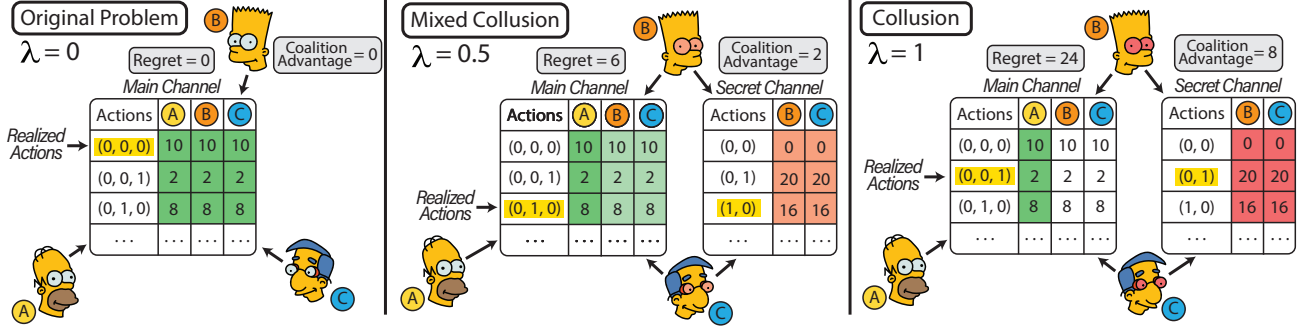 Original Problem
B
λ = 0
Regret = 0
Coalition
Advantage = 0
Main Channel
Actions A B C
Realized
Actions
(0, 0, 0) 10 10 10
(0, 0, 1) 2 2 2
(0, 1, 0) 8 8 8
... ... ... ...
A
C
Mixed Collusion
B
λ = 0.5
Regret = 6
Coalition
Advantage = 2
Main Channel
Secret Channel
Actions A B C
(0, 0, 0) 10 10 10
(0, 0, 1) 2 2 2
Realized
Actions
(0, 1, 0) 8 8 8
... ... ... ...
Actions B C
(0, 0) 0 0
(0, 1) 20 20
(1, 0) 16 16
... ... ...
A
C
Collusion
B
λ = 1
Regret = 24
Coalition
Advantage = 8
Main Channel
Secret Channel
Actions A B C
(0, 0, 0) 10 10 10
Realized
Actions
(0, 0, 1) 2 2 2
(0, 1, 0) 8 8 8
... ... ... ...
Actions B C
(0, 0) 0 0
(0, 1) 20 20
(1, 0) 16 16
... ... ...
A
C